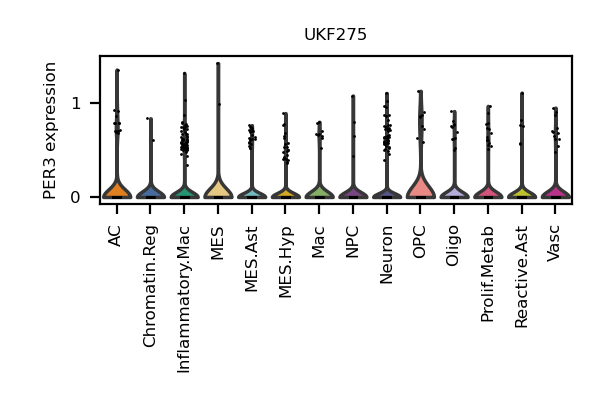 UKF275
PER3 expression
1
0
AC
Chromatin.Reg
Inflammatory.Mac
MES
MES.Ast
MES.Hyp
Mac
NPC
Neuron
OPC
Oligo
Prolif.Metab
Reactive.Ast
Vasc